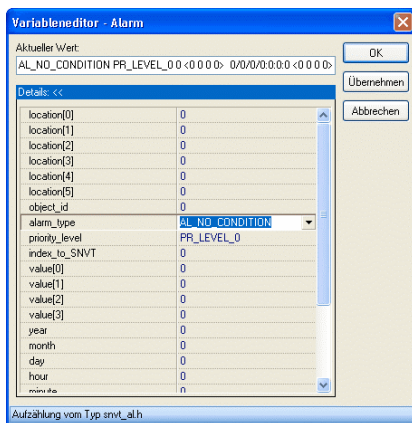 Variableneditor - Alarm
Aktueller Wert:
AL_NO_CONDITION PR_LEVEL_0 0 <0 0 0 0> 0/0/0/0:0:0:0 <0 0 0 0>
OK
Übernehmen
Abbrechen
Details: <<
location[0] 0
location[1] 0
location[2] 0
location[3] 0
location[4] 0
location[5] 0
object_id 0
alarm_type AL_NO_CONDITION
priority_level PR_LEVEL_0
index_to_SNVT 0
value[0] 0
value[1] 0
value[2] 0
value[3] 0
year 0
month 0
day 0
hour 0
minute 0
Aufzählung vom Typ snvt_al.h